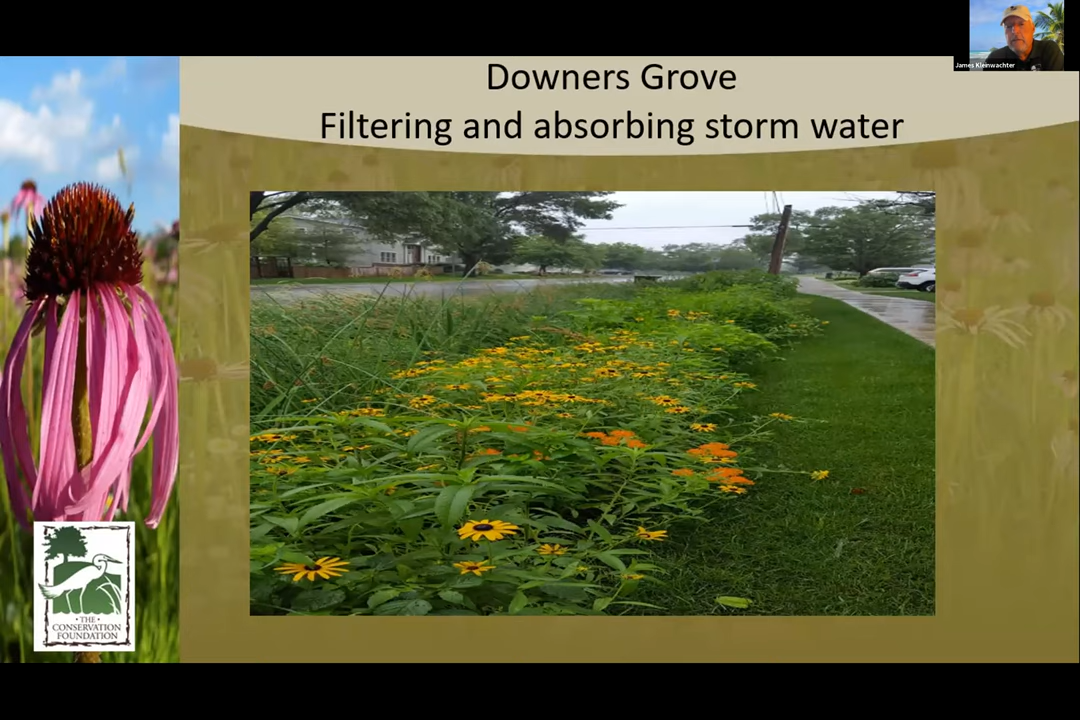 James Kleinwachter
Downers Grove
Filtering and absorbing storm water
• THE •
CONSERVATION
FOUNDATION